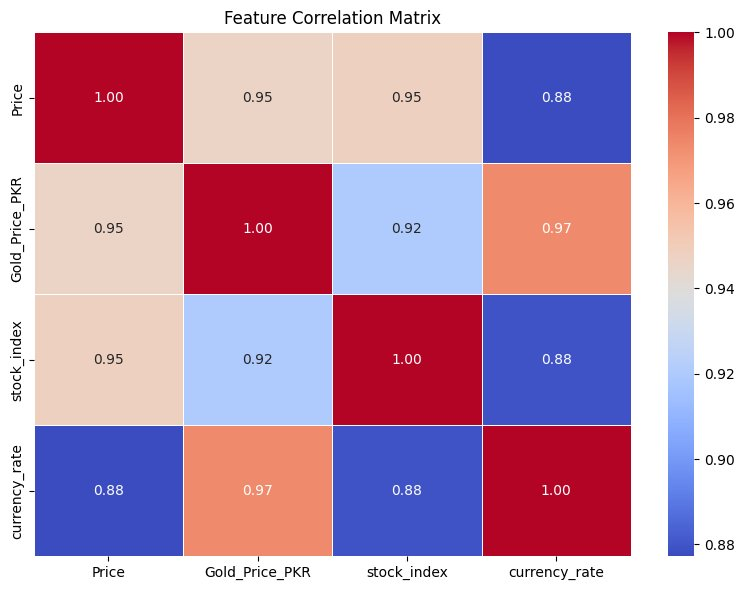 Feature Correlation Matrix
Price
1.00
0.95
0.95
0.88
Gold_Price_PKR
0.95
1.00
0.92
0.97
stock_index
0.95
0.92
1.00
0.88
currency_rate
0.88
0.97
0.88
1.00
Price
Gold_Price_PKR
stock_index
currency_rate
1.00
0.98
0.96
0.94
0.92
0.90
0.88